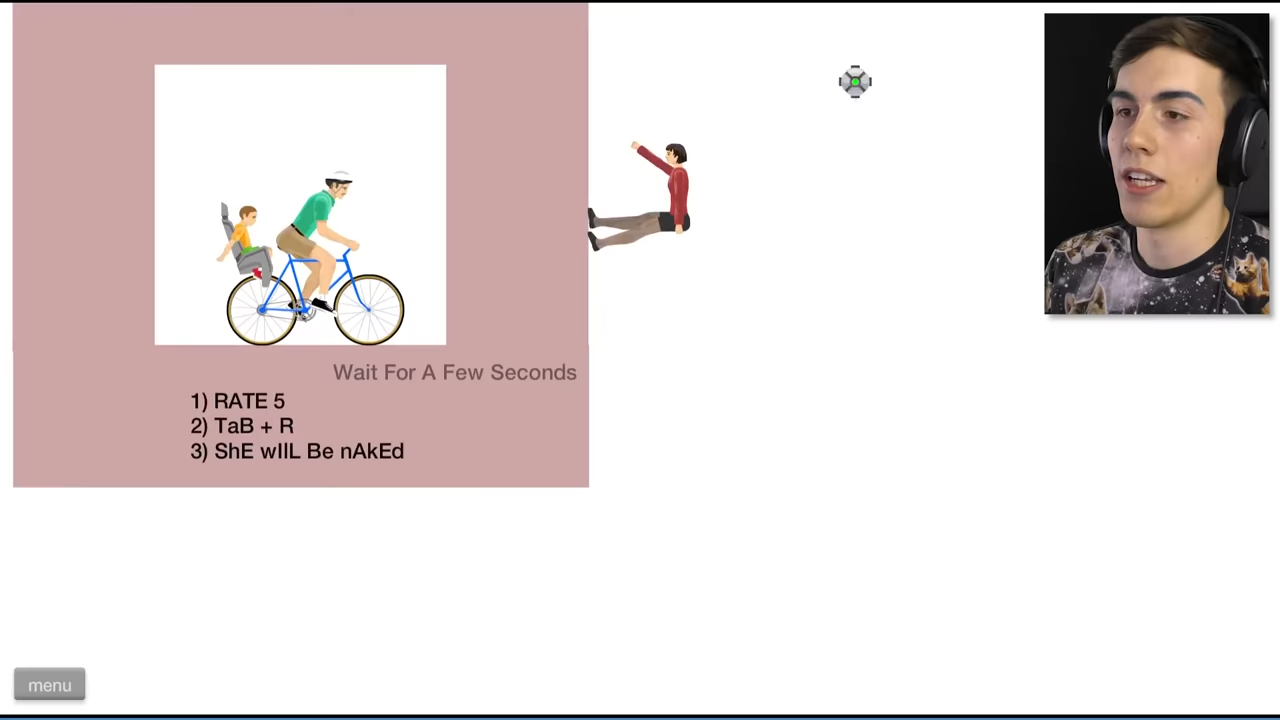 Wait For A Few Seconds
1) RATE 5
2) TaB + R
3) ShE wIlL Be nAkEd
menu